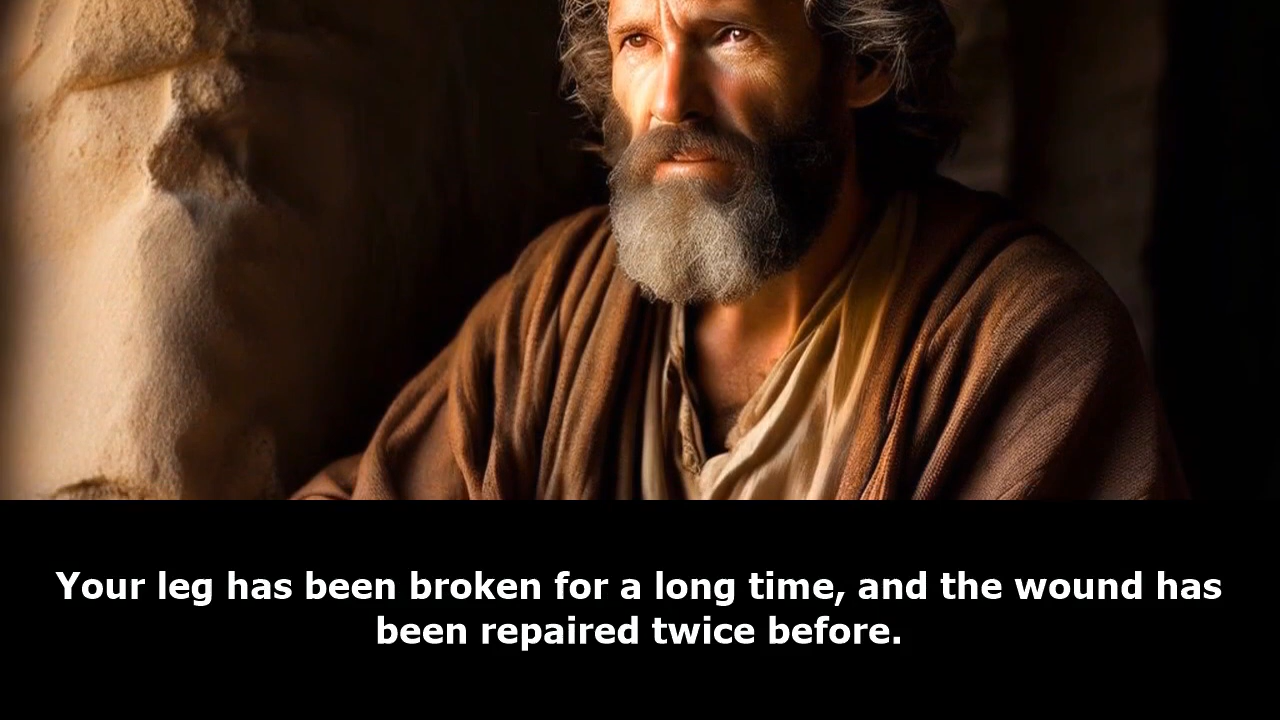 Your leg has been broken for a long time, and the wound has
been repaired twice before.